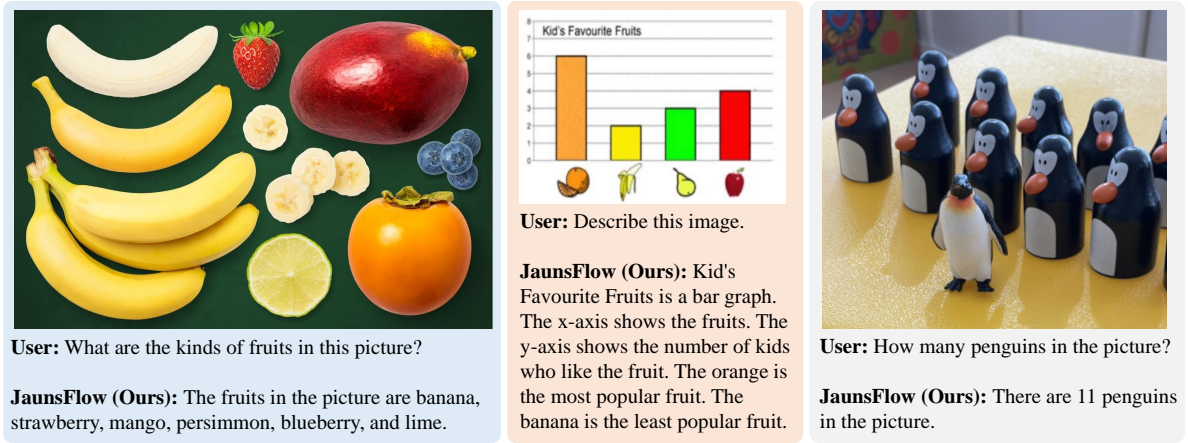 User: What are the kinds of fruits in this picture?
JaunsFlow (Ours): The fruits in the picture are banana,
strawberry, mango, persimmon, blueberry, and lime.
8
7
6
5
4
3
2
1
0
Kid's Favourite Fruits
User: Describe this image.
JaunsFlow (Ours): Kid's
Favourite Fruits is a bar graph.
The x-axis shows the fruits. The
y-axis shows the number of kids
who like the fruit. The orange is
the most popular fruit. The
banana is the least popular fruit.
User: How many penguins in the picture?
JaunsFlow (Ours): There are 11 penguins
in the picture.